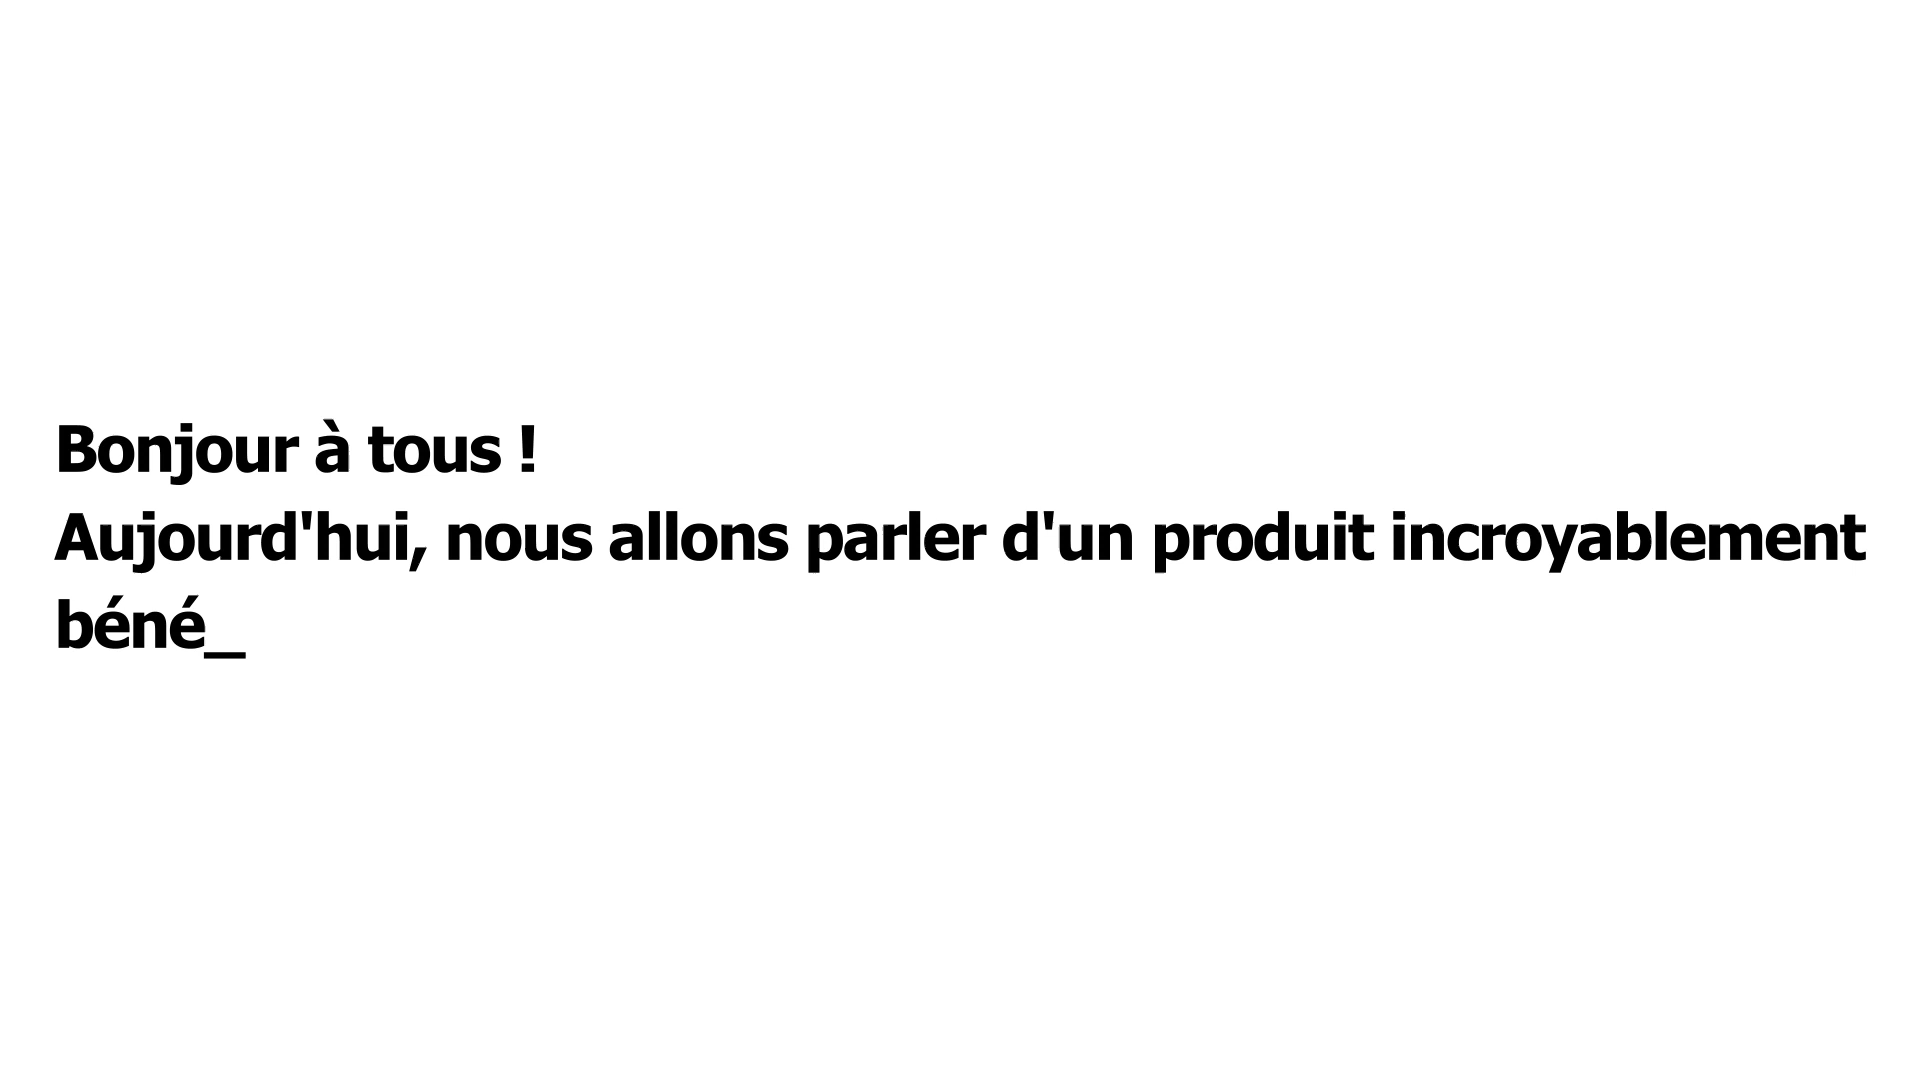 Bonjour à tous !
Aujourd'hui, nous allons parler d'un produit incroyablement
béné_